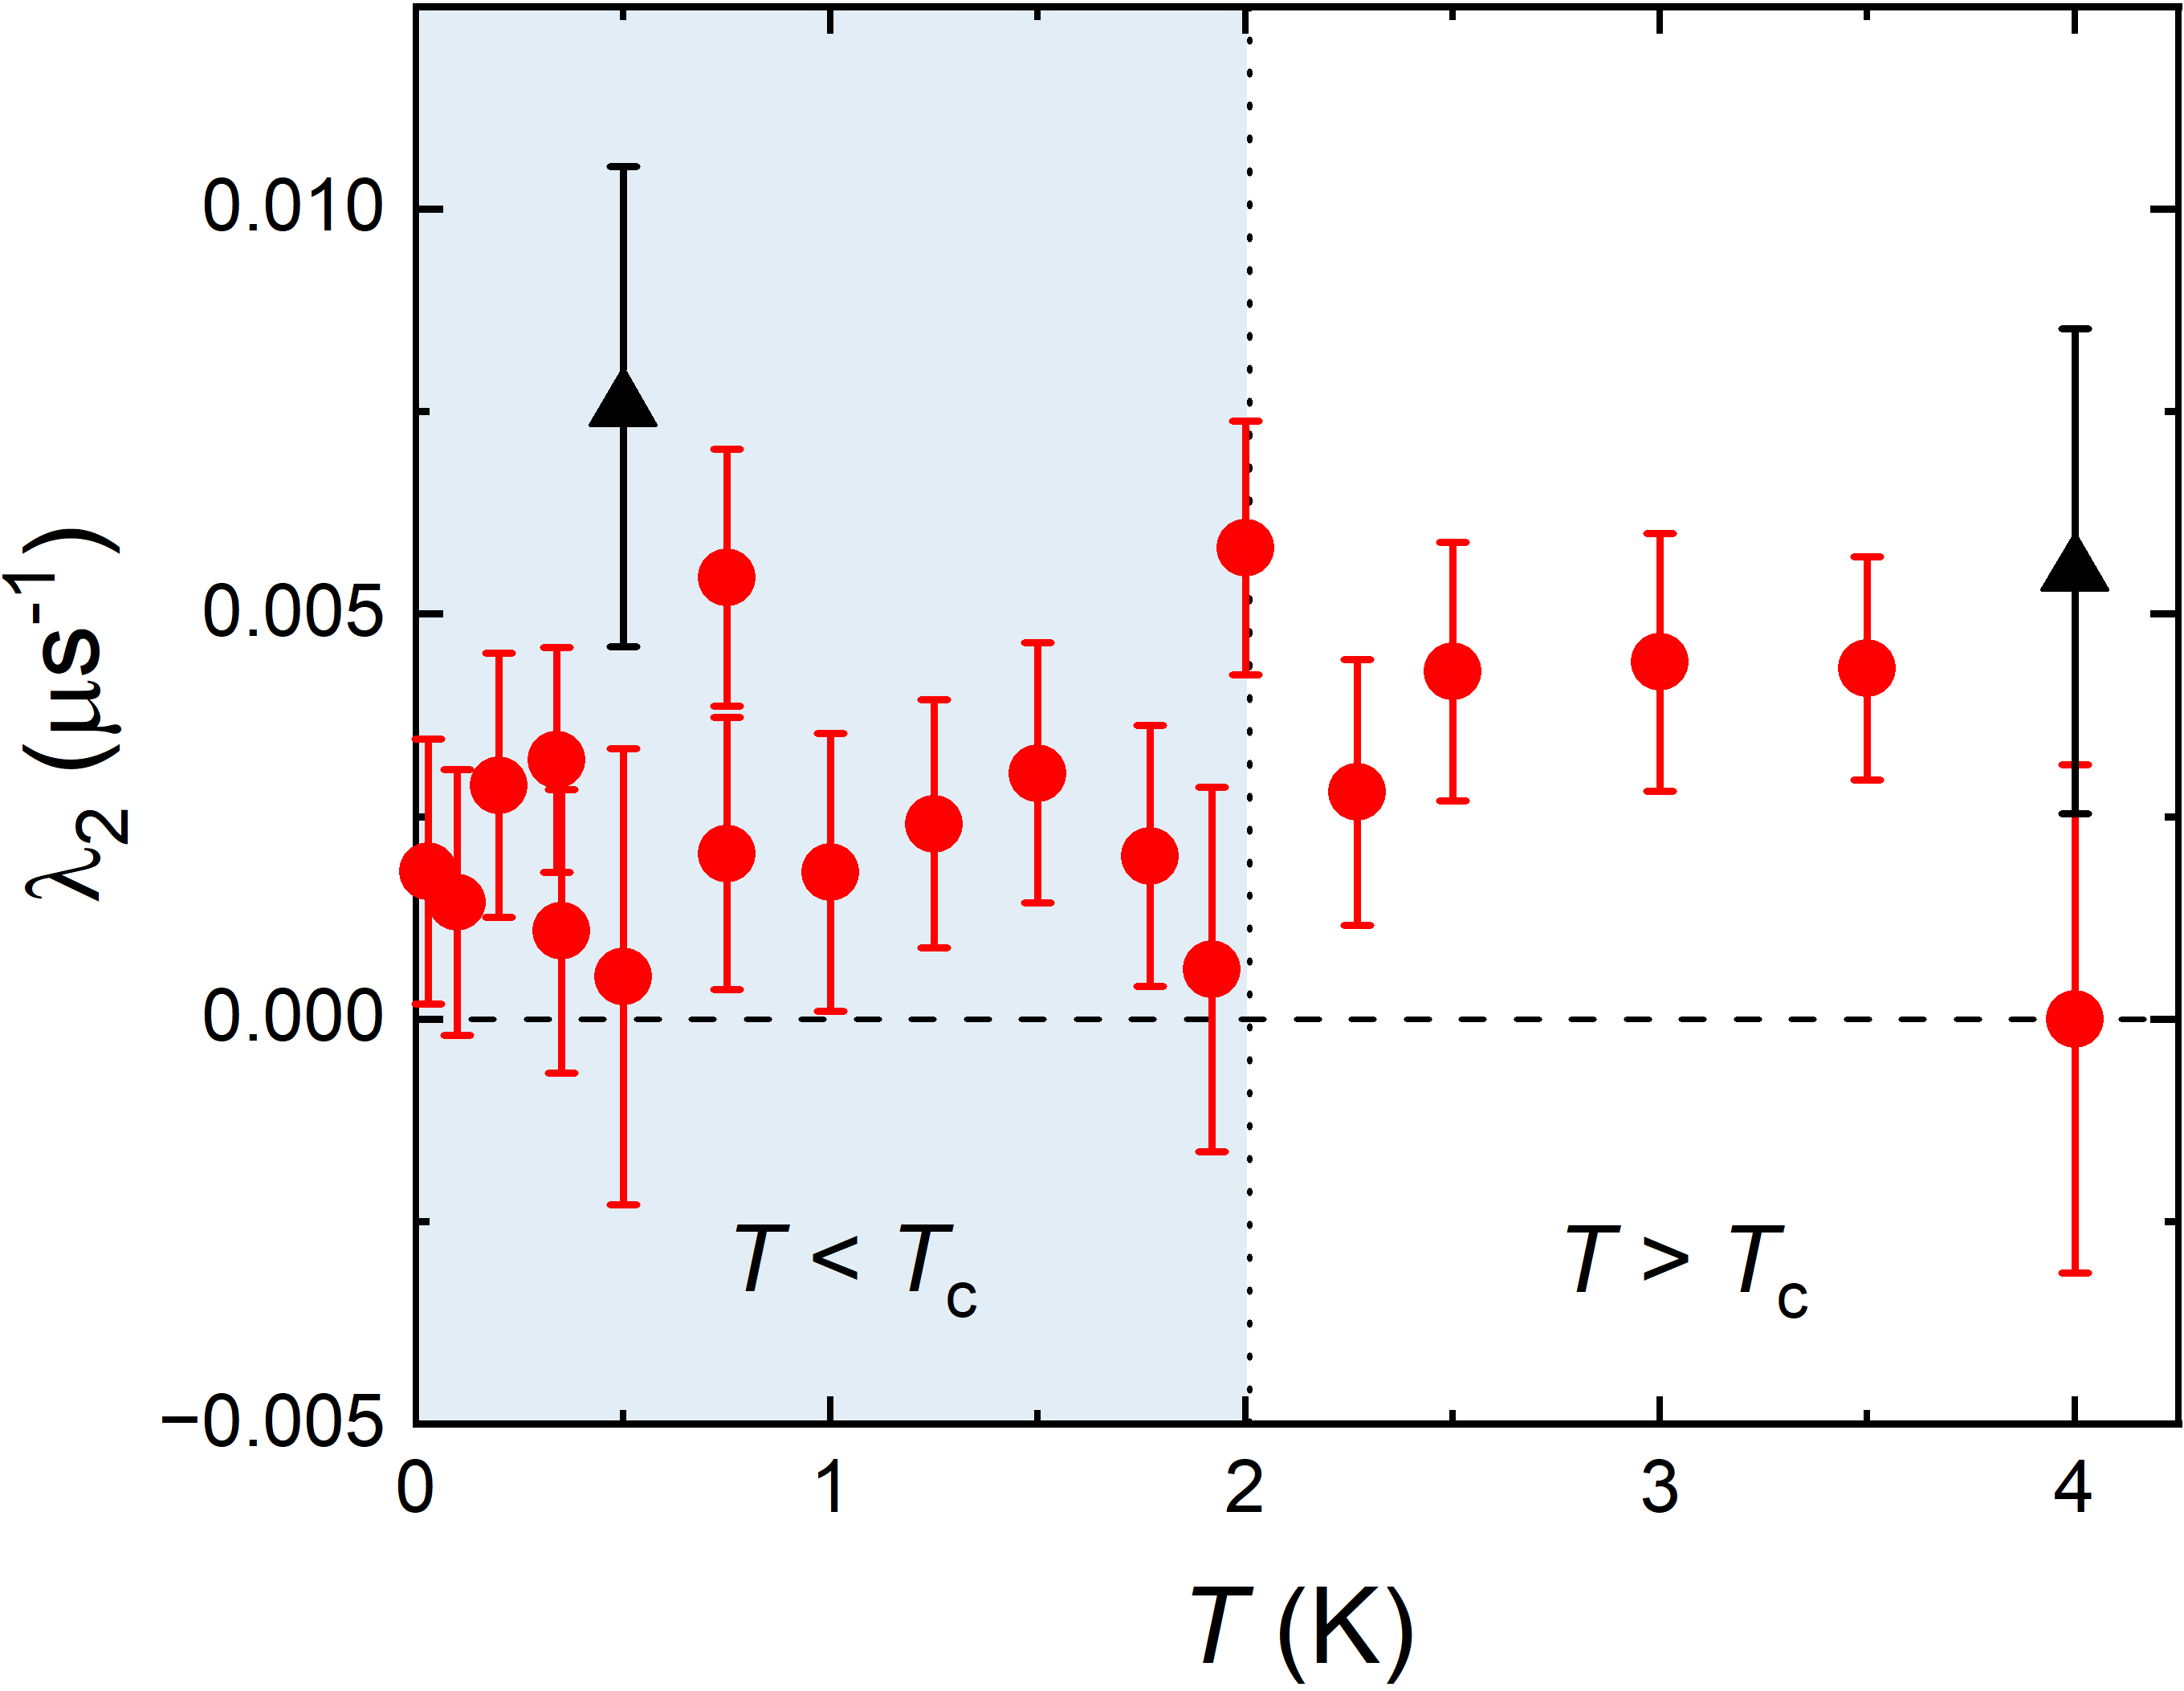 λ2 (μs-1)
0.010
0.005
0.000
−0.005
T < Tc
T > Tc
0 1 2 3 4
T (K)